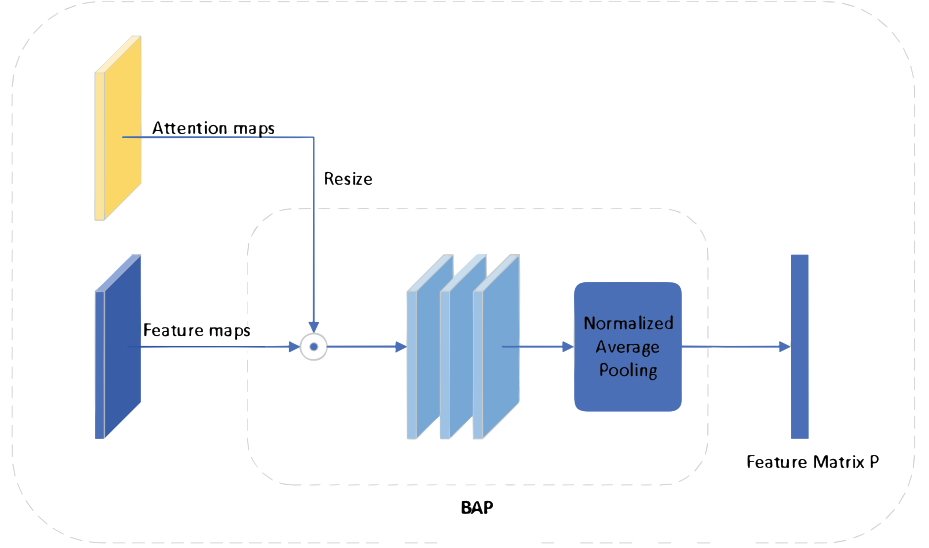 Attention maps
Resize
Feature maps
Normalized
Average
Pooling
Feature Matrix P
BAP